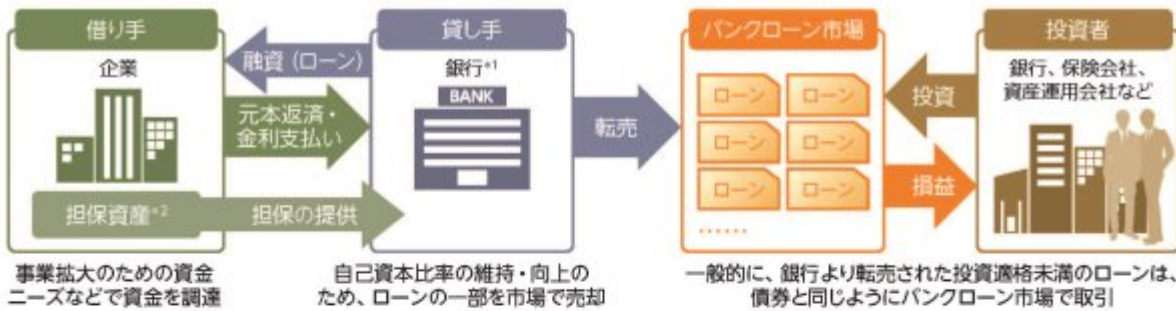 借り手
貸し手
バンクローン市場
投資者
企業
融資（ローン）
銀行*1
BANK
元本返済・
金利支払い
転売
ローン
ローン
ローン
ローン
ローン
ローン
……
投資
損益
銀行、保険会社、
資産運用会社など
担保資産*2
担保の提供
事業拡大のための資金
ニーズなどで資金を調達
自己資本比率の維持・向上の
ため、ローンの一部を市場で売却
一般的に、銀行より転売された投資適格未満のローンは、
債券と同じようにバンクローン市場で取引